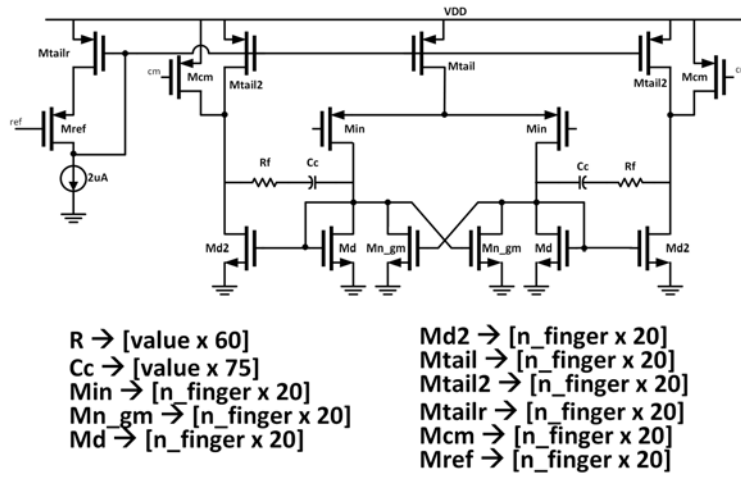 VDD
Mtailr
Mcm
cm
Mtail2
Mtail
Mtail2
Mcm
c
ref
Mref
Min
Min
2uA
Rf
Cc
Cc
Rf
Md2
Md
Mn_gm
Mn_gm
Md
Md2
R → [value x 60]
Cc → [value x 75]
Min → [n_finger x 20]
Mn_gm → [n_finger x 20]
Md → [n_finger x 20]
Md2 → [n_finger x 20]
Mtail → [n_finger x 20]
Mtail2 → [n_finger x 20]
Mtailr → [n_finger x 20]
Mcm → [n_finger x 20]
Mref → [n_finger x 20]